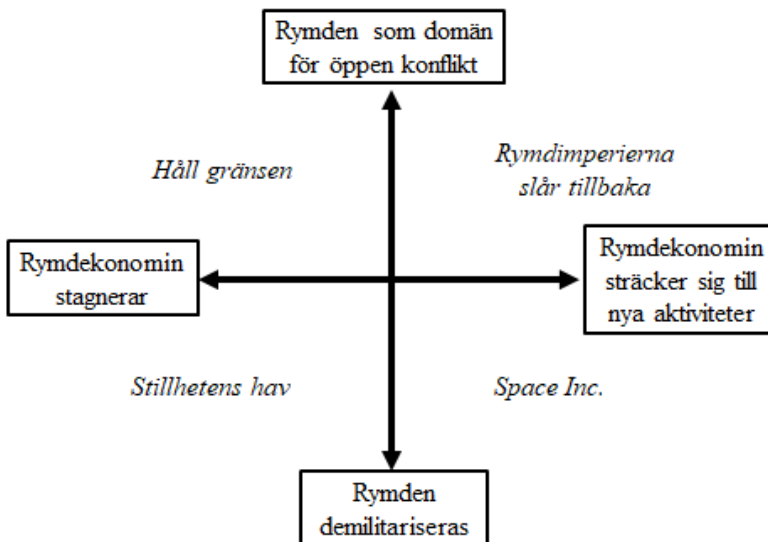 Rymden som domän
för öppen konflikt
Håll gränsen
Rymdimperierna
slår tillbaka
Rymdekonomin
stagnerar
Rymdekonomin
sträcker sig till
nya aktiviteter
Stillhetens hav
Space Inc.
Rymden
demilitariseras